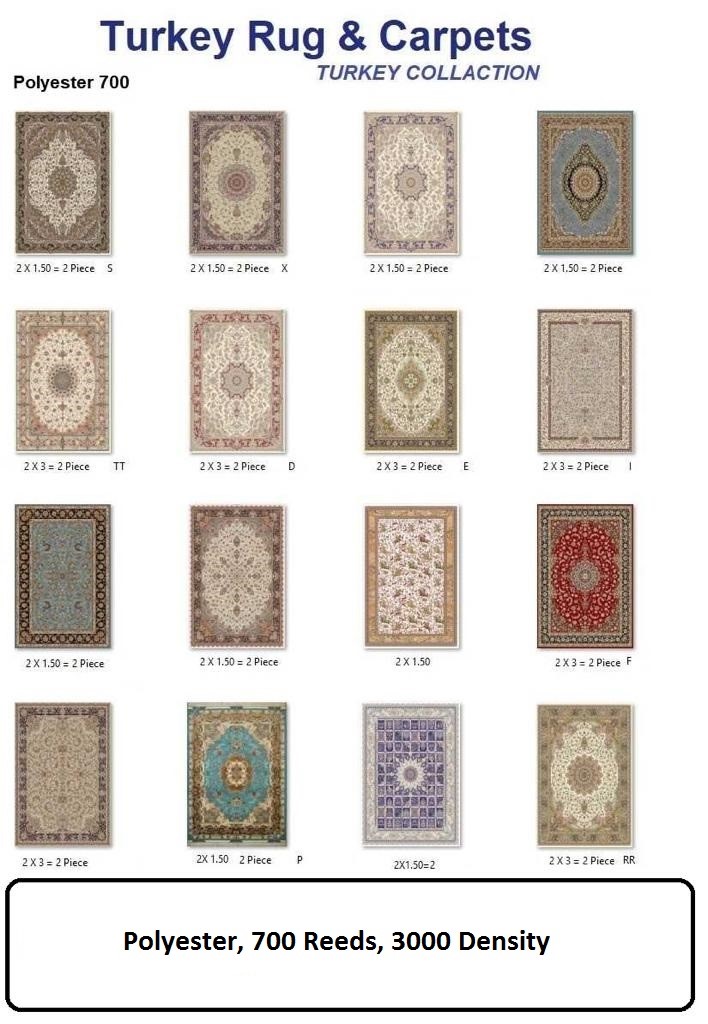 Turkey Rug & Carpets
TURKEY COLLACTION
Polyester 700
2 X 1.50 = 2 Piece S
2 X 1.50 = 2 Piece X
2 X 1.50 = 2 Piece
2 X 1.50 = 2 Piece
2 X 3 = 2 Piece TT
2 X 3 = 2 Piece D
2 X 3 = 2 Piece E
2 X 3 = 2 Piece I
2 X 1.50 = 2 Piece
2 X 1.50 = 2 Piece
2 X 1.50
2 X 3 = 2 Piece F
2 X 3 = 2 Piece
2X 1.50 2 Piece P
2X1.50=2
2 X 3 = 2 Piece RR
Polyester, 700 Reeds, 3000 Density